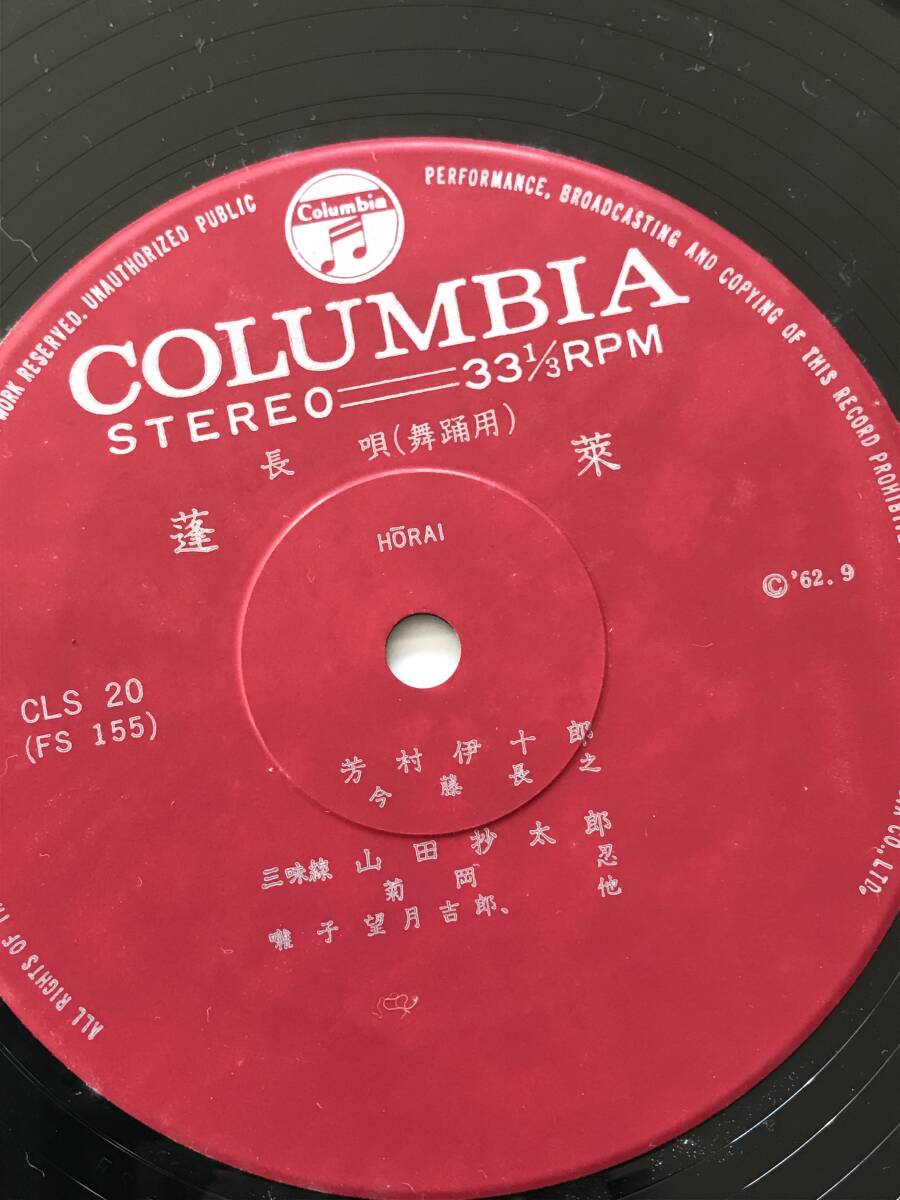 WORK RESERVED. UNAUTHORIZED PUBLIC PERFORMANCE, BROADCASTING AND COPYING OF THIS RECORD PROHIBITE
Columbia
COLUMBIA
STEREO 33⅓RPM
長 唄(舞踊用)
蓬 萊
HŌRAI
©'62.9
CLS 20
(FS 155)
芳村伊十郎
今藤長之
三味線 山田抄太郎
菊岡 忍
囃子 望月吉郎、他
CO., LTD.
ALL RIGHTS OF